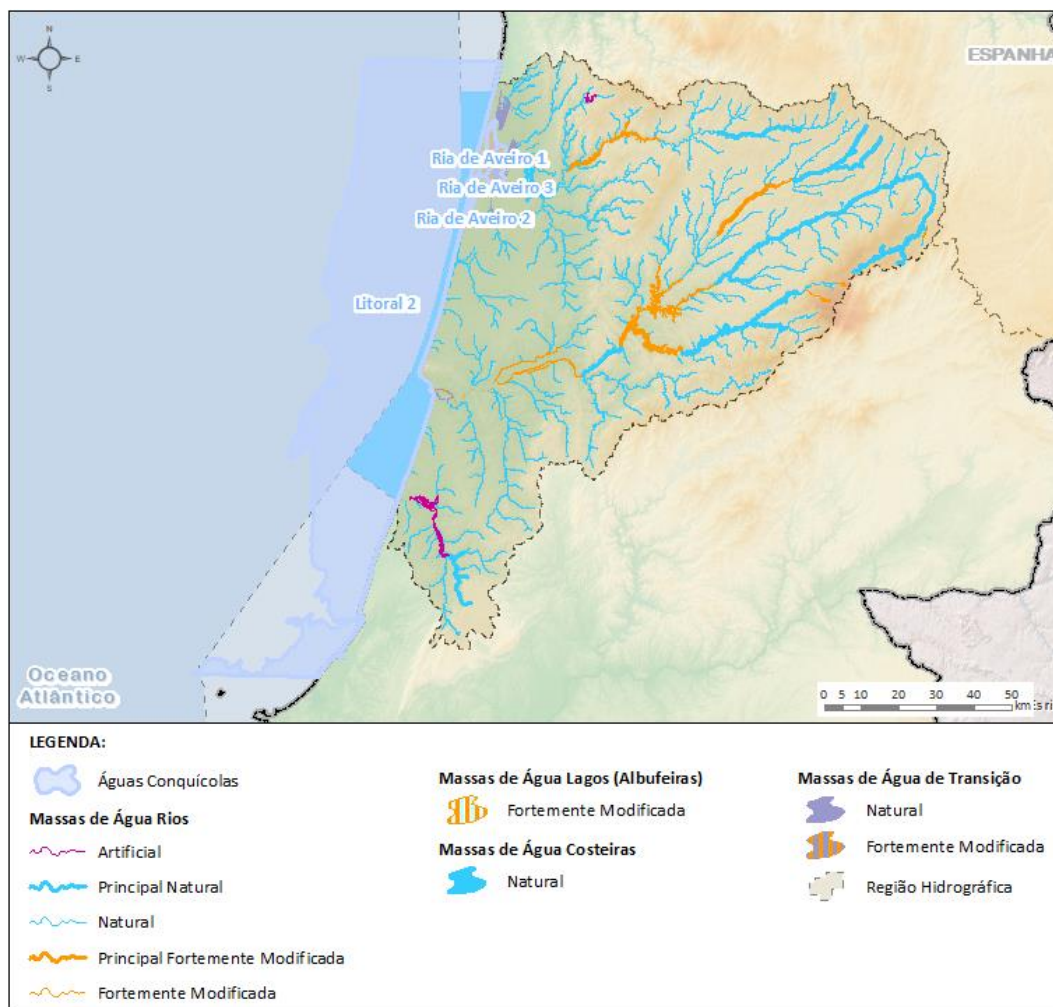 N
W
E
S
ESPANHA
Ria de Aveiro 1
Ria de Aveiro 3
Ria de Aveiro 2
Litoral 2
Oceano
Atlântico
0 5 10 20 30 40 50
km
LEGENDA:
Águas Conquícolas
Massas de Água Rios
Artificial
Principal Natural
Natural
Principal Fortemente Modificada
Fortemente Modificada
Massas de Água Lagos (Albufeiras)
Fortemente Modificada
Massas de Água Costeiras
Natural
Massas de Água de Transição
Natural
Fortemente Modificada
Região Hidrográfica